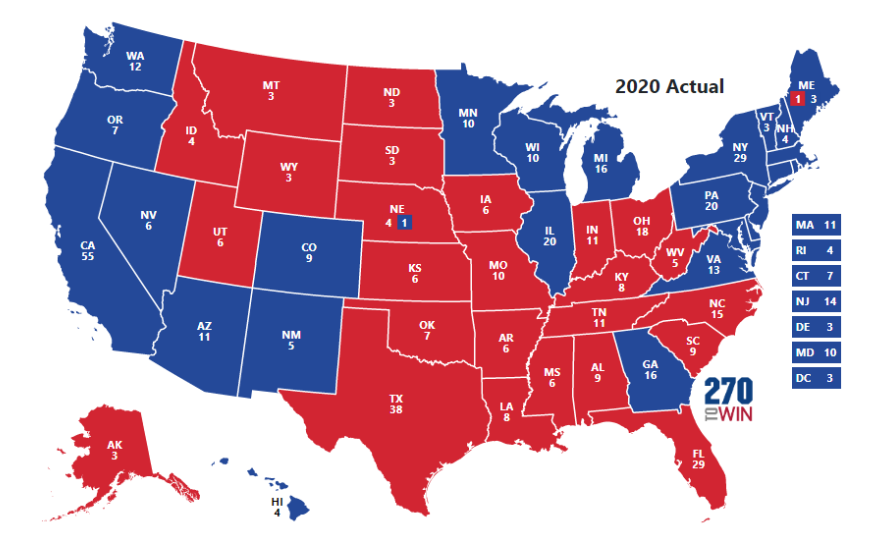 2020 Actual
WA
12
OR
7
CA
55
NV
6
ID
4
MT
3
WY
3
UT
6
AZ
11
CO
9
NM
5
ND
3
SD
3
NE
4 1
KS
6
OK
7
TX
38
MN
10
IA
6
MO
10
AR
6
LA
8
WI
10
IL
20
MI
16
IN
11
OH
18
KY
8
TN
11
MS
6
AL
9
GA
16
FL
29
SC
9
NC
15
VA
13
WV
5
PA
20
NY
29
VT
3
NH
4
ME
1 3
AK
3
HI
4
MA 11
RI 4
CT 7
NJ 14
DE 3
MD 10
DC 3
270
TO WIN